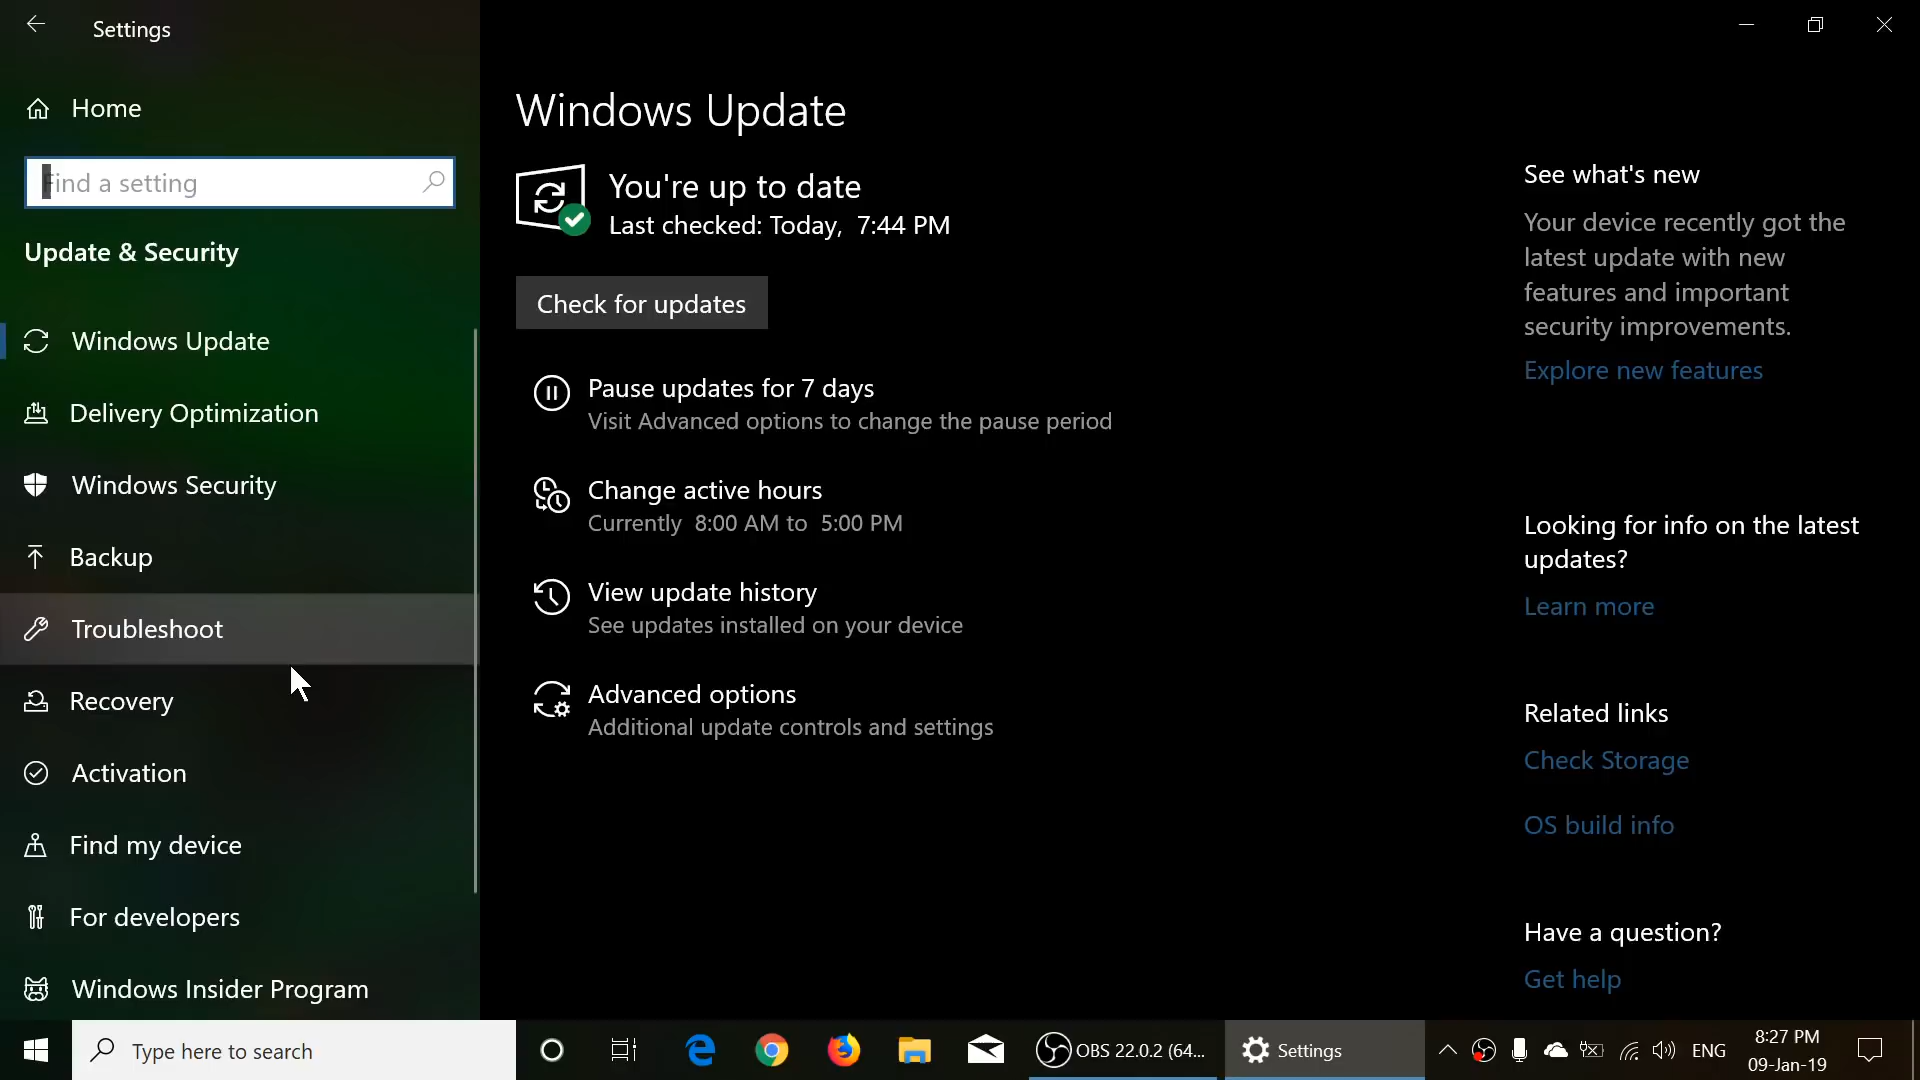 Settings
Home
Find a setting
Update & Security
Windows Update
Delivery Optimization
Windows Security
Backup
Troubleshoot
Recovery
Activation
Find my device
For developers
Windows Insider Program
Windows Update
You're up to date
Last checked: Today, 7:44 PM
Check for updates
Pause updates for 7 days
Visit Advanced options to change the pause period
Change active hours
Currently 8:00 AM to 5:00 PM
View update history
See updates installed on your device
Advanced options
Additional update controls and settings
See what's new
Your device recently got the
latest update with new
features and important
security improvements.
Explore new features
Looking for info on the latest
updates?
Learn more
Related links
Check Storage
OS build info
Have a question?
Get help
Type here to search
OBS 22.0.2 (64...
Settings
ENG
8:27 PM
09-Jan-19